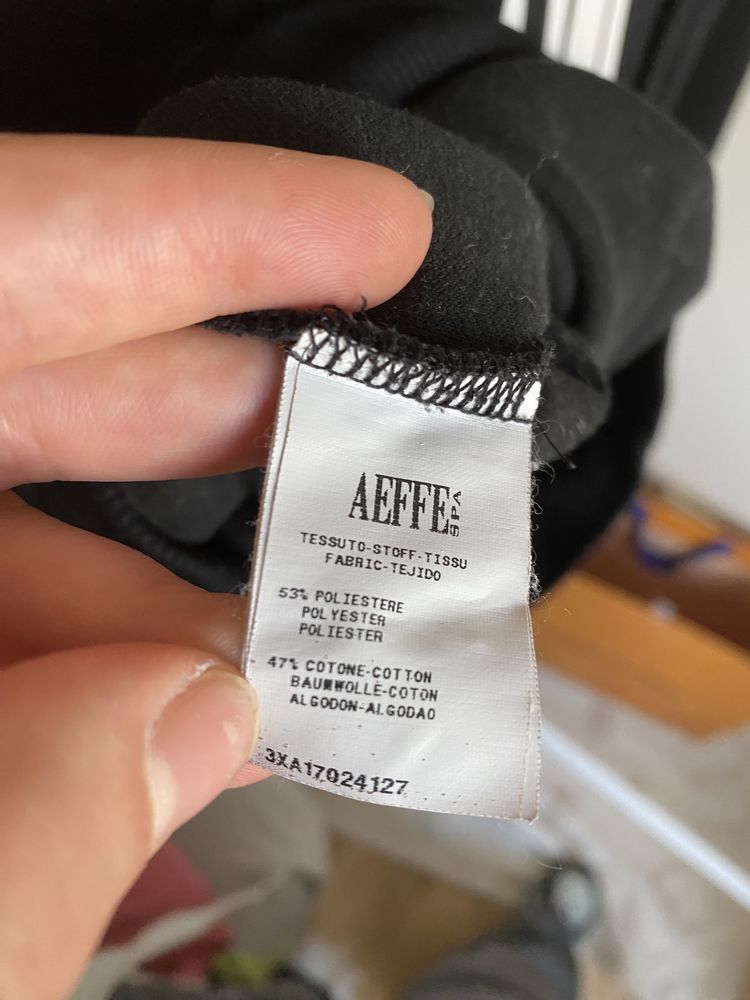 AEFFE SPA
TESSUTO-STOFF-TISSU
FABRIC-TEJIDO
53% POLIESTERE
POLYESTER
POLIESTER
47% COTONE-COTTON
BAUMWOLLE-COTON
ALGODON-ALGODAO
3XA17024127